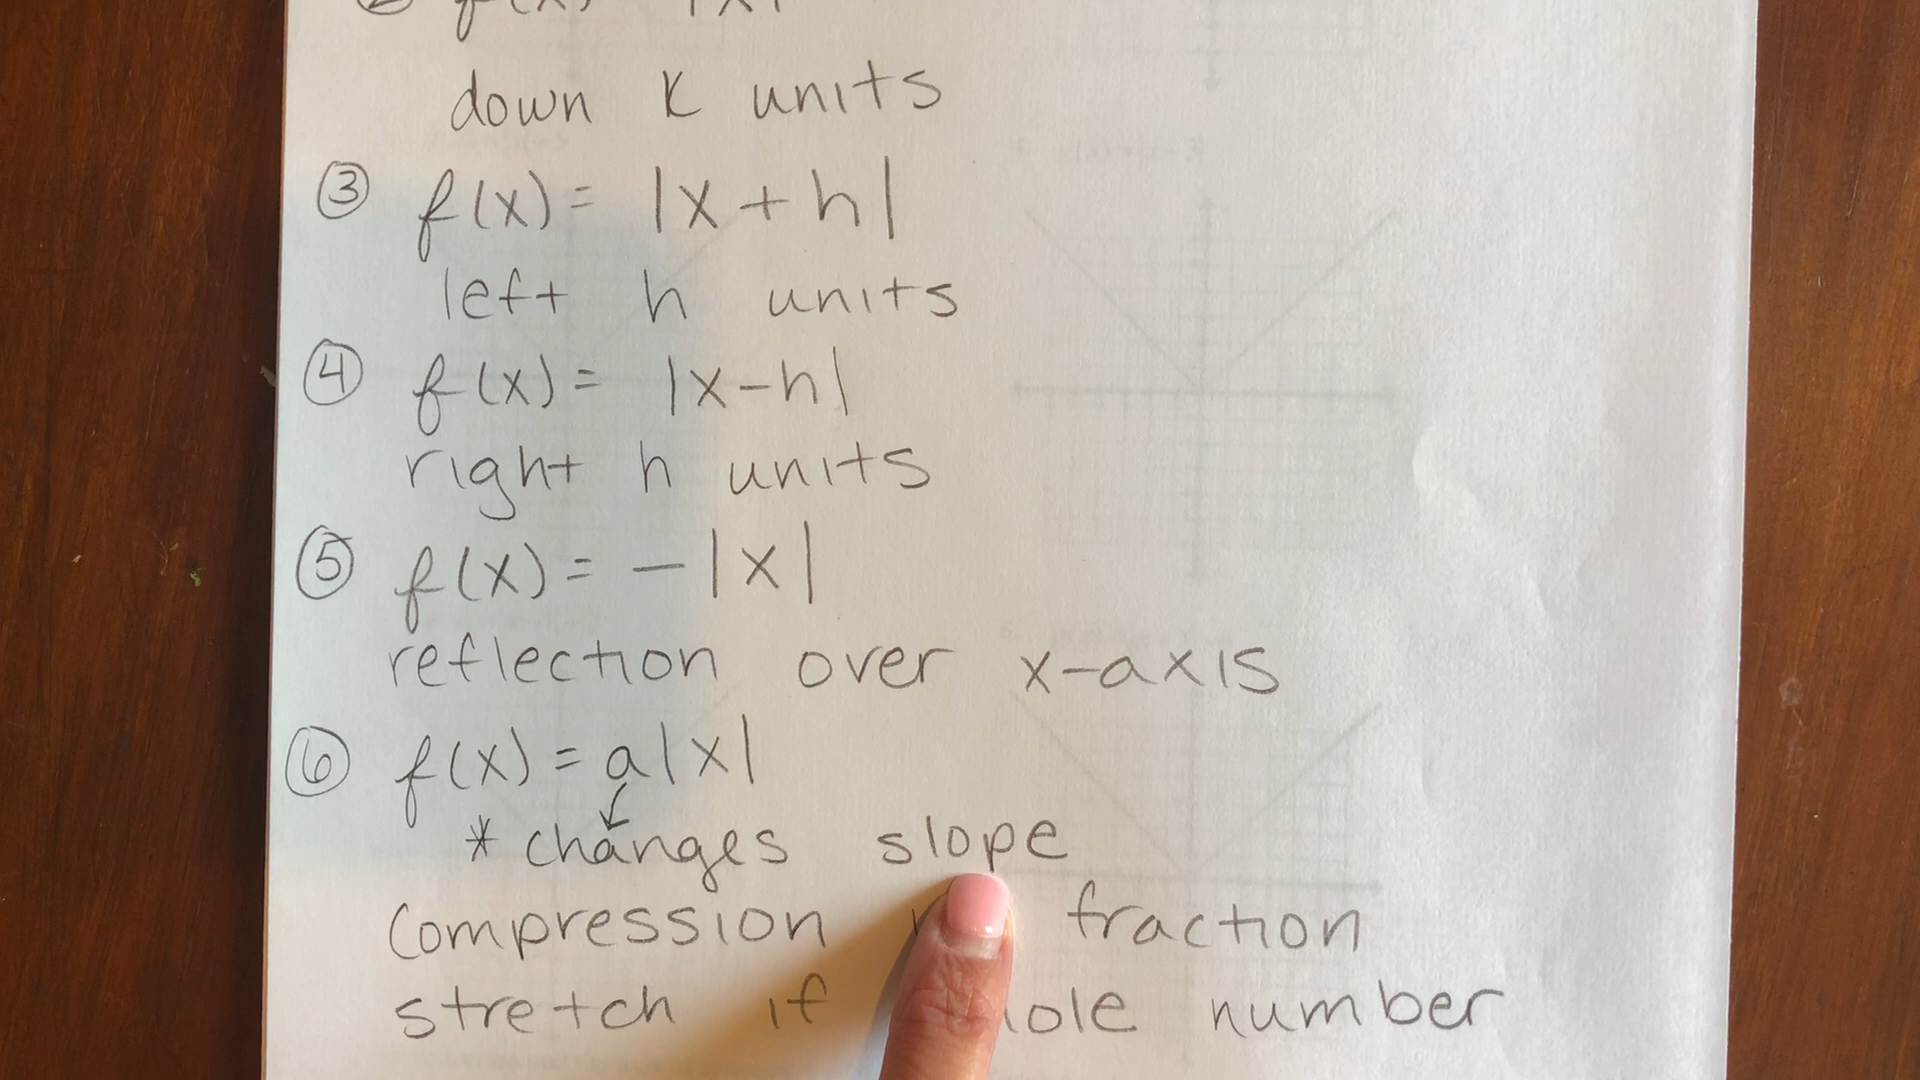 down k units
③ f(x) = |x + h|
left h units
④ f(x) = |x - h|
right h units
⑤ f(x) = - |x|
reflection over x-axis
⑥ f(x) = a|x|
* changes slope
compression fraction
stretch if number